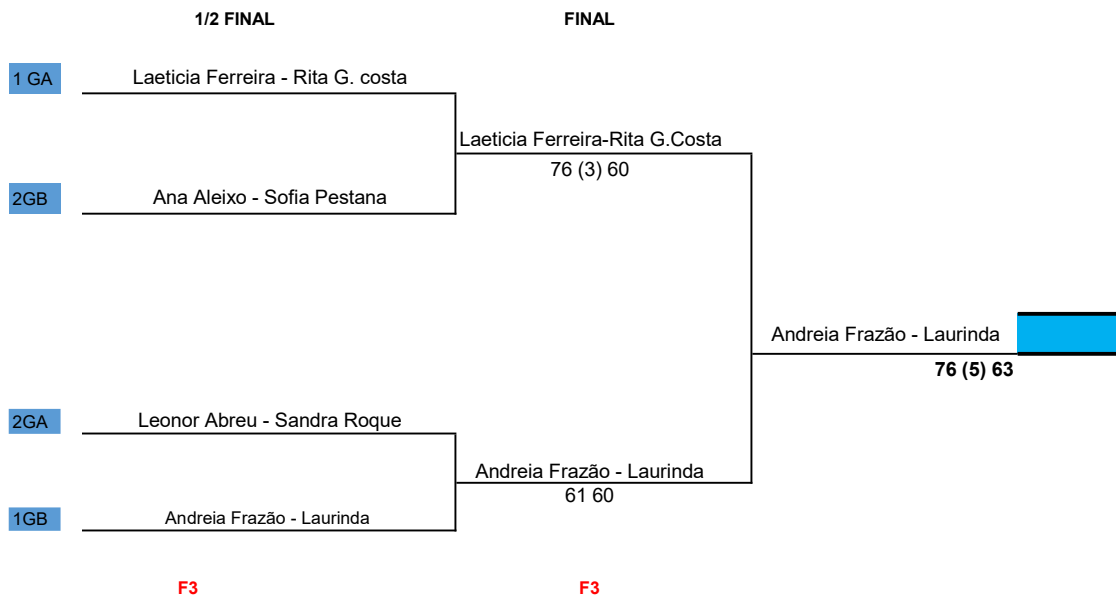 1/2 FINAL
FINAL
1 GA
Laeticia Ferreira - Rita G. costa
Laeticia Ferreira-Rita G.Costa
76 (3) 60
2GB
Ana Aleixo - Sofia Pestana
Andreia Frazão - Laurinda
76 (5) 63
2GA
Leonor Abreu - Sandra Roque
Andreia Frazão - Laurinda
61 60
1GB
Andreia Frazão - Laurinda
F3
F3